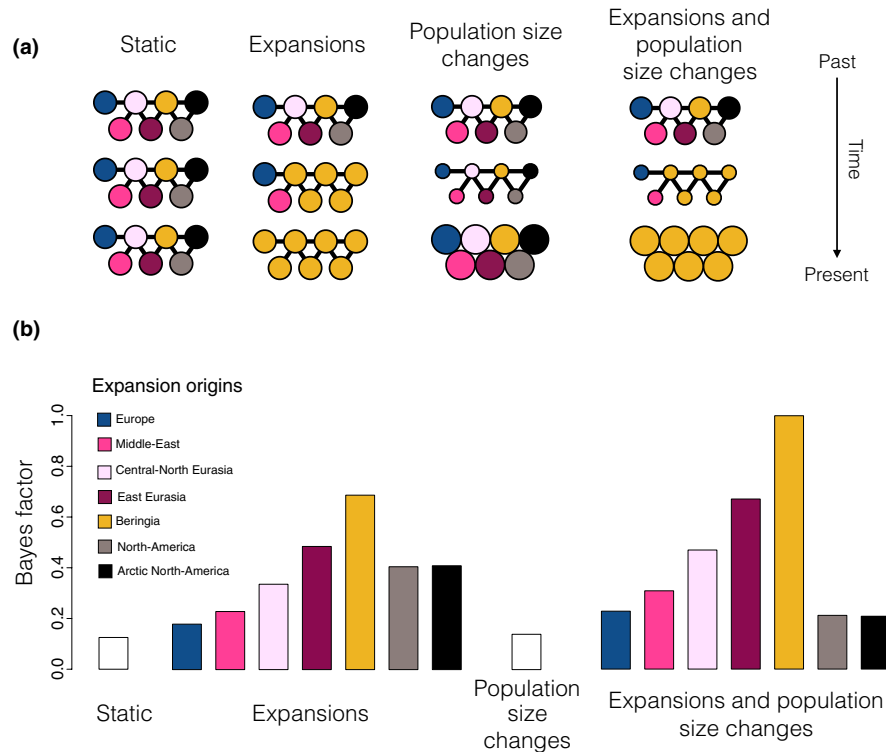 (a)
Static
Expansions
Population size
changes
Expansions and
population
size changes
Past
Time
Present
(b)
Expansion origins
Europe
Middle-East
Central-North Eurasia
East Eurasia
Beringia
North-America
Arctic North-America
Bayes factor
1.0
0.8
0.6
0.4
0.2
0.0
Static
Expansions
Population
size
changes
Expansions and population
size changes